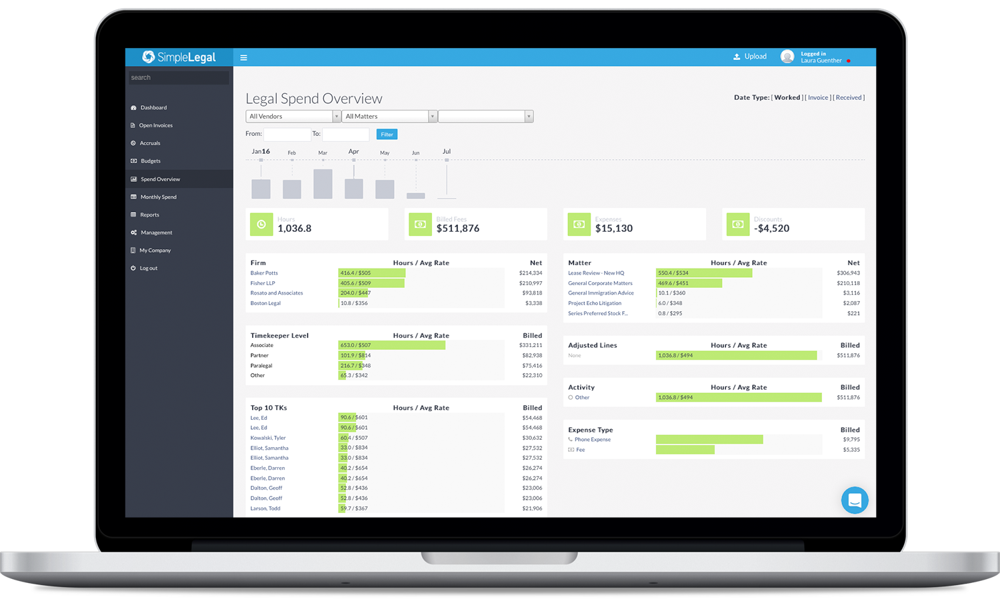 SimpleLegal
Upload
Logged in
Laura Guenther
search
Dashboard
Open Invoices
Accruals
Budgets
Spend Overview
Monthly Spend
Reports
Management
My Company
Log out
Legal Spend Overview
Date Type: [ Worked ] [ Invoice ] [ Received ]
All Vendors All Matters
From: To: Filter
Jan16 Feb Mar Apr May Jun Jul
Hours
1,036.8
Billed Fees
$511,876
Expenses
$15,130
Discounts
-$4,520
Firm Hours / Avg Rate Net
Baker Potts 416.4 / $505 $214,334
Fisher LLP 405.6 / $509 $210,997
Rosato and Associates 204.0 / $447 $93,818
Boston Legal 10.8 / $356 $3,338
Timekeeper Level Hours / Avg Rate Billed
Associate 653.0 / $507 $331,211
Partner 101.9 / $814 $82,938
Paralegal 216.7 / $348 $75,416
Other 65.3 / $342 $22,310
Top 10 TKs Hours / Avg Rate Billed
Lee, Ed 90.6 / $601 $54,468
Lee, Ed 90.6 / $601 $54,468
Kowalski, Tyler 60.4 / $507 $30,632
Elliot, Samantha 33.0 / $834 $27,532
Elliot, Samantha 33.0 / $834 $27,532
Eberle, Darren 40.2 / $654 $26,274
Eberle, Darren 40.2 / $654 $26,274
Dalton, Geoff 52.8 / $436 $23,006
Dalton, Geoff 52.8 / $436 $23,006
Larson, Todd 59.7 / $367 $21,906
Matter Hours / Avg Rate Net
Lease Review - New HQ 550.4 / $534 $306,943
General Corporate Matters 469.6 / $451 $210,118
General Immigration Advice 10.1 / $360 $3,116
Project Echo Litigation 6.0 / $348 $2,087
Series Preferred Stock F... 0.8 / $295 $221
Adjusted Lines Hours / Avg Rate Billed
None 1,036.8 / $494 $511,876
Activity Hours / Avg Rate Billed
Other 1,036.8 / $494 $511,876
Expense Type Billed
Phone Expense $9,795
Fee $5,335